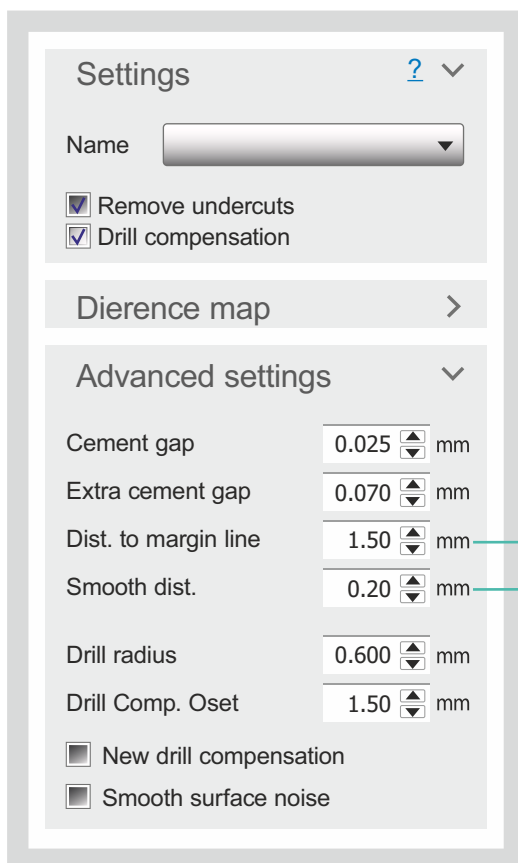 Settings ?
Name
Remove undercuts
Drill compensation
Dierence map
Advanced settings
Cement gap 0.025 mm
Extra cement gap 0.070 mm
Dist. to margin line 1.50 mm
Smooth dist. 0.20 mm
Drill radius 0.600 mm
Drill Comp. Oset 1.50 mm
New drill compensation
Smooth surface noise